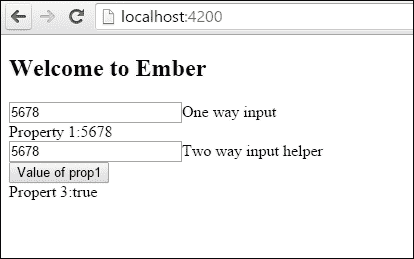 localhost:4200
Welcome to Ember
5678 One way input
Property 1:5678
5678 Two way input helper
Value of prop1
Propert 3:true